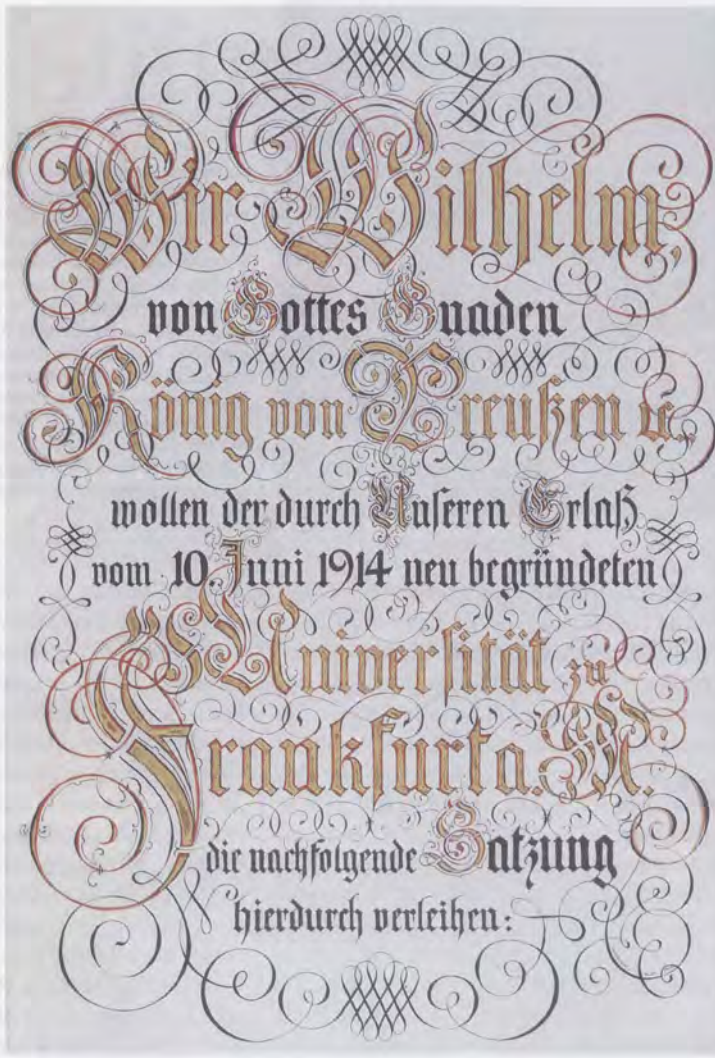 Wir Wilhelm,
von Gottes Gnaden
König von Preußen ꝛc.,
wollen der durch Unseren Erlaß
vom 10. Juni 1914 neu begründeten
Universität zu
Frankfurt a. M.
die nachfolgende Satzung
hierdurch verleihen: